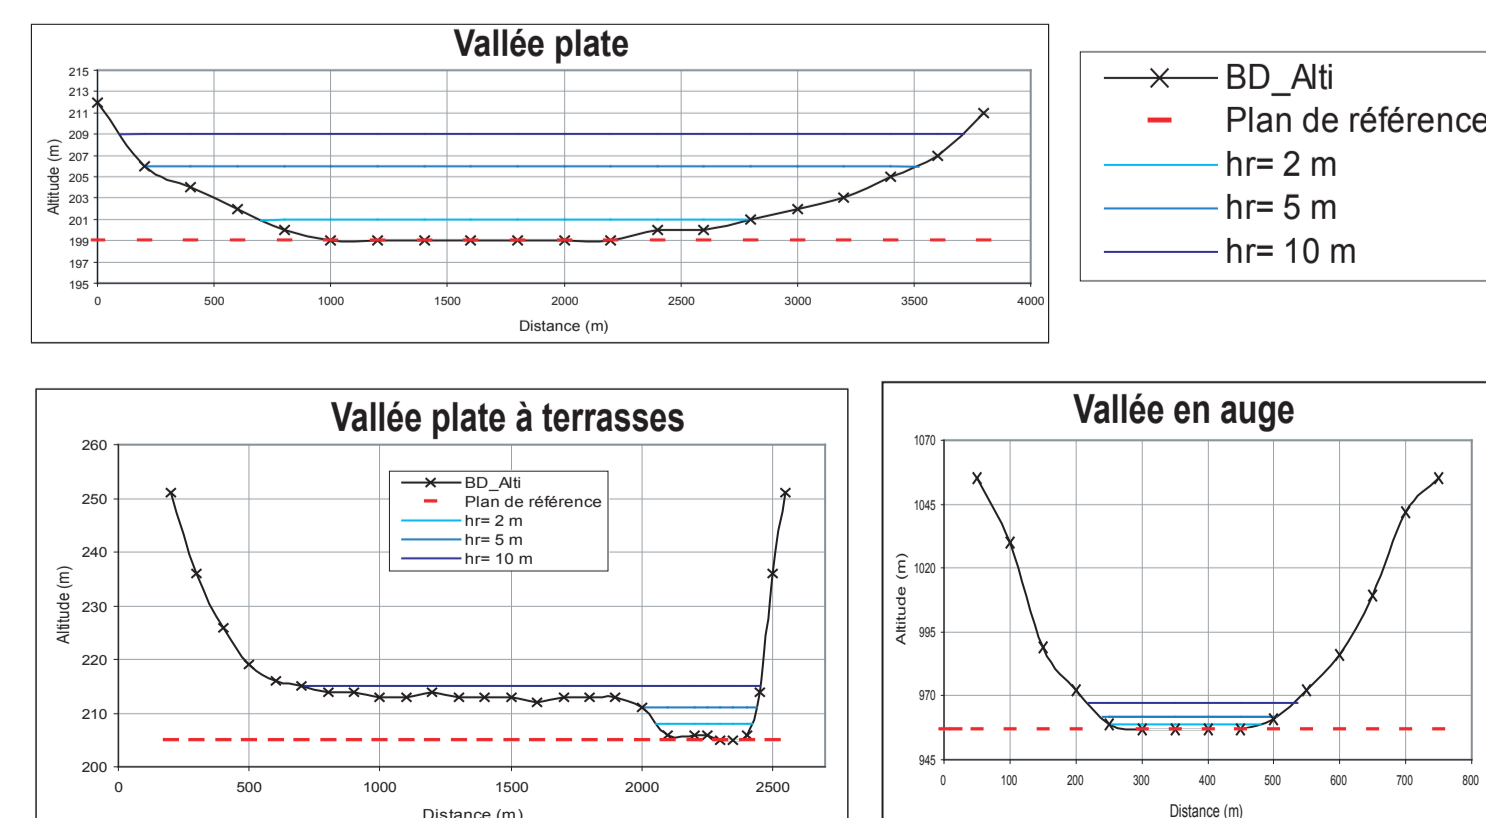 Vallée plate
215
213
211
209
207
205
203
201
199
197
195
Altitude (m)
0 500 1000 1500 2000 2500 3000 3500 4000
Distance (m)
BD_Alti
Plan de référence
hr= 2 m
hr= 5 m
hr= 10 m
Vallée plate à terrasses
260
250
240
230
220
210
200
Altitude (m)
BD_Alti
Plan de référence
hr= 2 m
hr= 5 m
hr= 10 m
0 500 1000 1500 2000 2500
Distance (m)
Vallée en auge
1070
1045
1020
995
970
945
Altitude (m)
0 100 200 300 400 500 600 700 800
Distance (m)